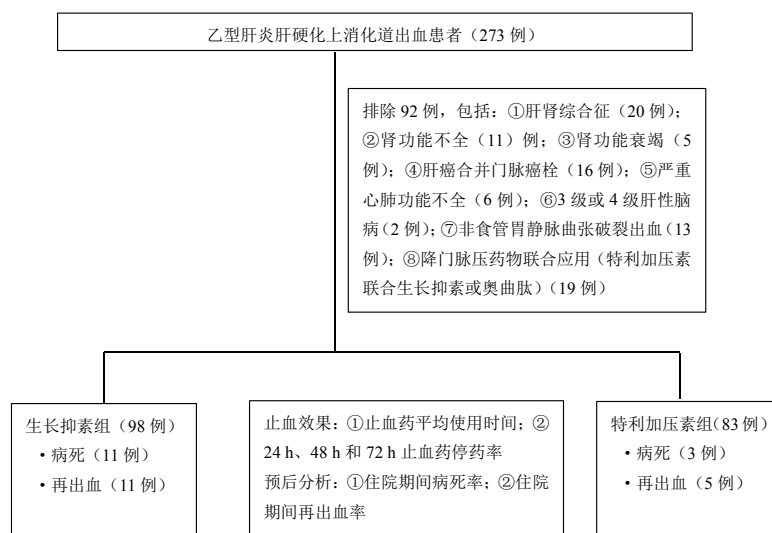 乙型肝炎肝硬化上消化道出血患者（273 例）
排除 92 例，包括：①肝肾综合征（20 例）；
②肾功能不全（11）例；③肾功能衰竭（5
例）；④肝癌合并门脉癌栓（16 例）；⑤严重
心肺功能不全（6 例）；⑥3 级或 4 级肝性脑
病（2 例）；⑦非食管胃静脉曲张破裂出血（13
例）；⑧降门脉压药物联合应用（特利加压素
联合生长抑素或奥曲肽）（19 例）
生长抑素组（98 例）
・病死（11 例）
・再出血（11 例）
止血效果：①止血药平均使用时间；②
24 h、48 h 和 72 h 止血药停药率
预后分析：①住院期间病死率；②住院
期间再出血率
特利加压素组（83 例）
・病死（3 例）
・再出血（5 例）